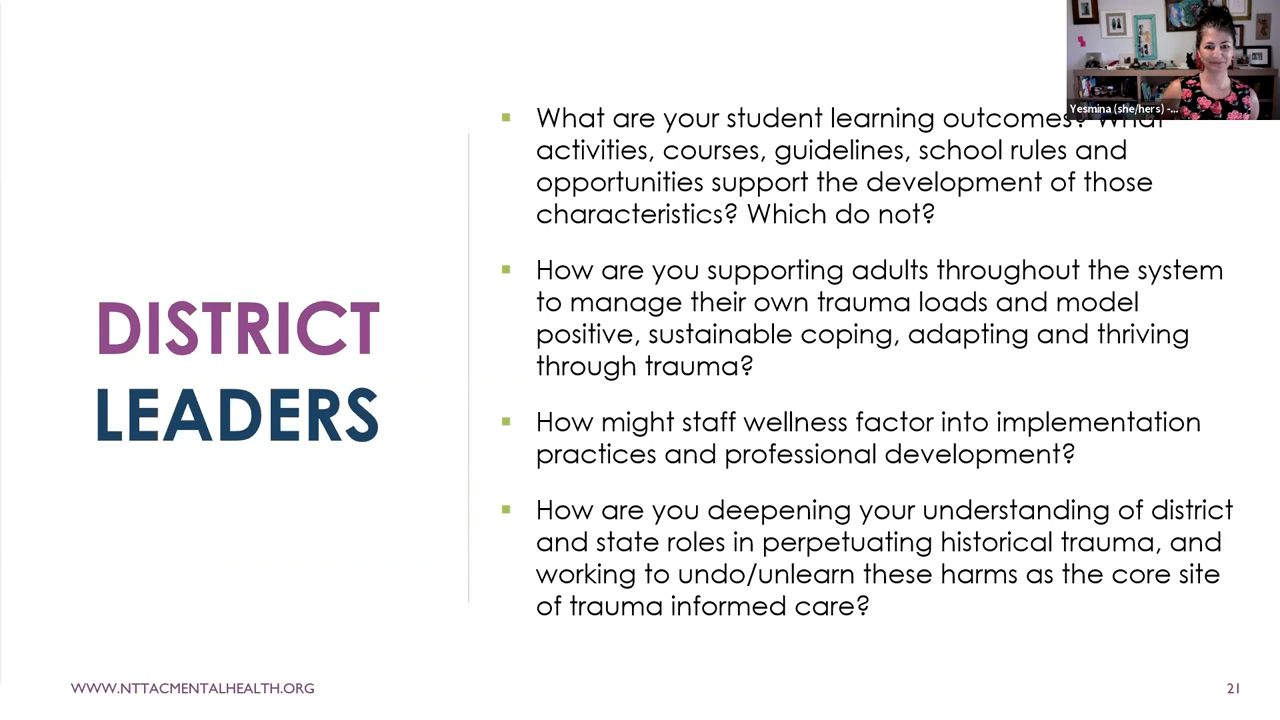 Yesmina (she/hers) -...
What are your student learning outcomes? What
activities, courses, guidelines, school rules and
opportunities support the development of those
characteristics? Which do not?
How are you supporting adults throughout the system
to manage their own trauma loads and model
positive, sustainable coping, adapting and thriving
through trauma?
DISTRICT
LEADERS
How might staff wellness factor into implementation
practices and professional development?
How are you deepening your understanding of district
and state roles in perpetuating historical trauma, and
working to undo/unlearn these harms as the core site
of trauma informed care?
WWW.NTTACMENTALHEALTH.ORG
21